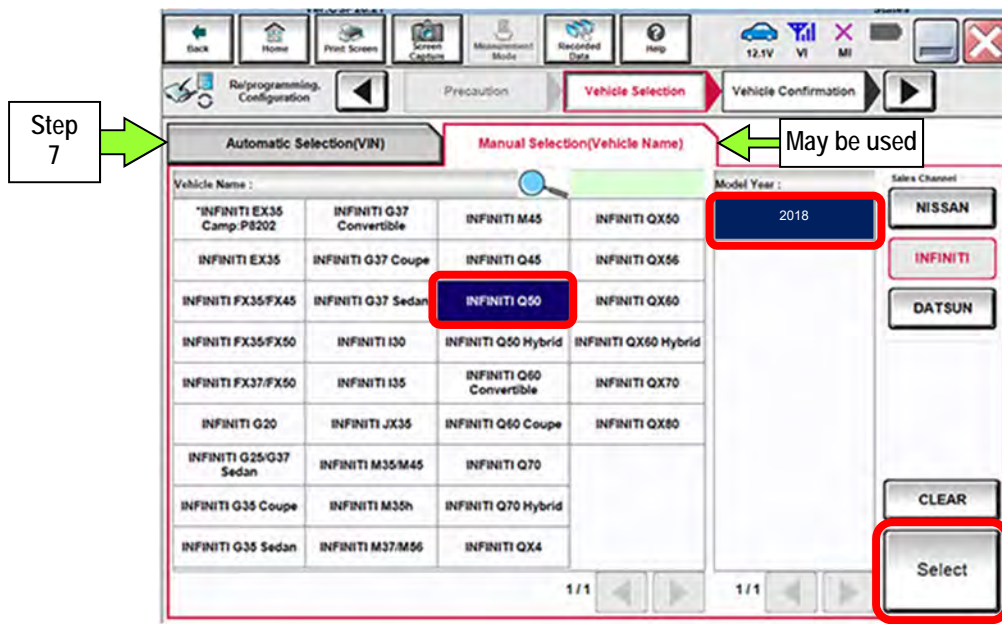 Back
Home
Print Screen
Screen
Capture
Measurement
Mode
Recorded
Data
Help
12.1V
VI
MI
Re/programming,
Configuration
Precaution
Vehicle Selection
Vehicle Confirmation
Step
7
Automatic Selection(VIN)
Manual Selection(Vehicle Name)
May be used
Vehicle Name :
Model Year :
Sales Channel
*INFINITI EX35
Camp:P8202
INFINITI G37
Convertible
INFINITI M45
INFINITI QX50
2018
NISSAN
INFINITI EX35
INFINITI G37 Coupe
INFINITI Q45
INFINITI QX56
INFINITI
INFINITI FX35/FX45
INFINITI G37 Sedan
INFINITI Q50
INFINITI QX60
DATSUN
INFINITI FX35/FX50
INFINITI I30
INFINITI Q50 Hybrid
INFINITI QX60 Hybrid
INFINITI FX37/FX50
INFINITI I35
INFINITI Q60
Convertible
INFINITI QX70
INFINITI G20
INFINITI JX35
INFINITI Q60 Coupe
INFINITI QX80
INFINITI G25/G37
Sedan
INFINITI M35/M45
INFINITI Q70
INFINITI G35 Coupe
INFINITI M35h
INFINITI Q70 Hybrid
CLEAR
INFINITI G35 Sedan
INFINITI M37/M56
INFINITI QX4
Select
1/1
1/1